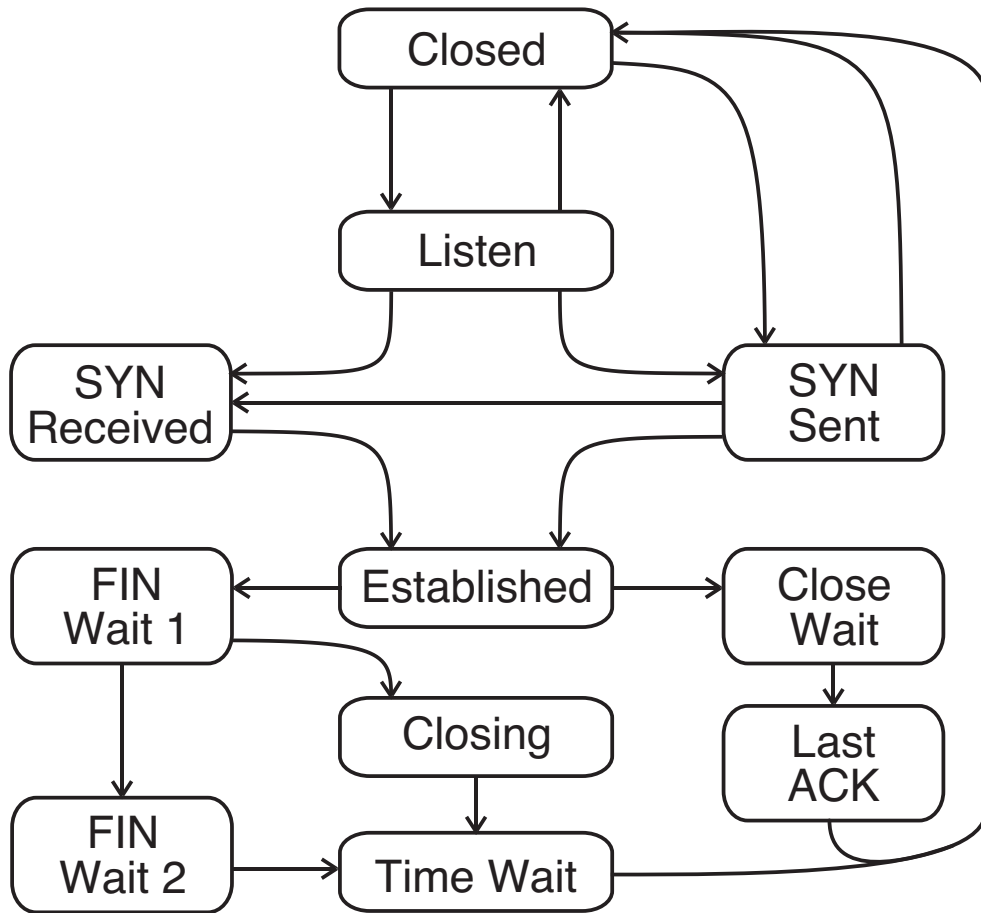 Closed
Listen
SYN
Received
SYN
Sent
FIN
Wait 1
Established
Close
Wait
Closing
Last
ACK
FIN
Wait 2
Time Wait